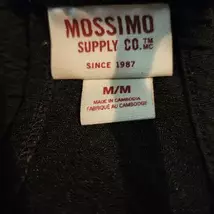 MOSSIMO
SUPPLY CO.™ MC
SINCE 1987
M/M
MADE IN CAMBODIA
FABRIQUÉ AU CAMBODGE